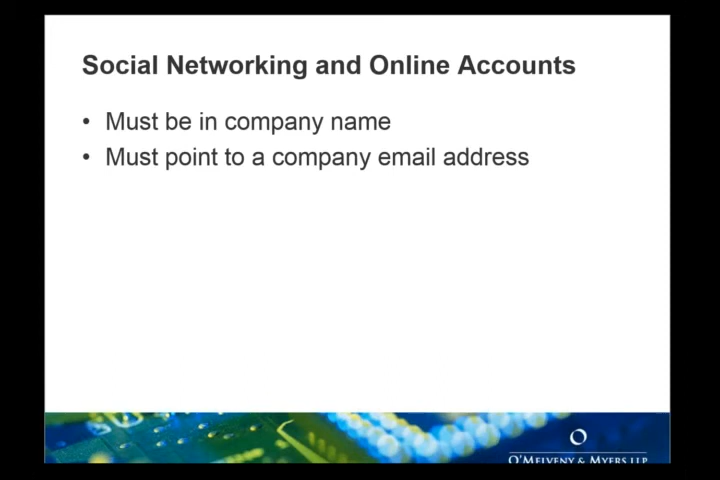 Social Networking and Online Accounts
• Must be in company name
• Must point to a company email address
O'MELVENY & MYERS LLP